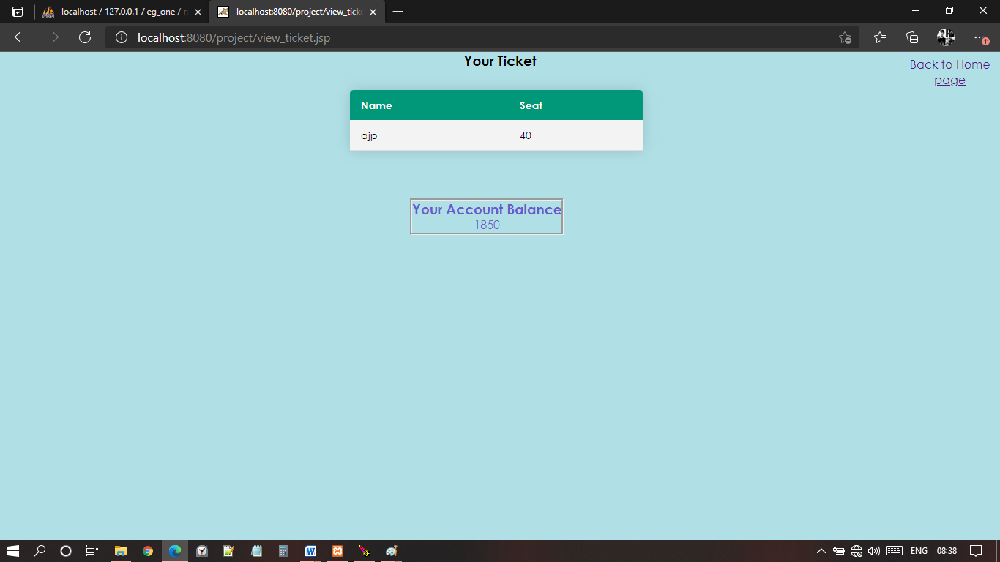 localhost / 127.0.0.1 / eg_one / r
localhost:8080/project/view_ticke
localhost:8080/project/view_ticket.jsp
Your Ticket
Back to Home
page
Name Seat
ajp 40
Your Account Balance
1850
ENG 08:38